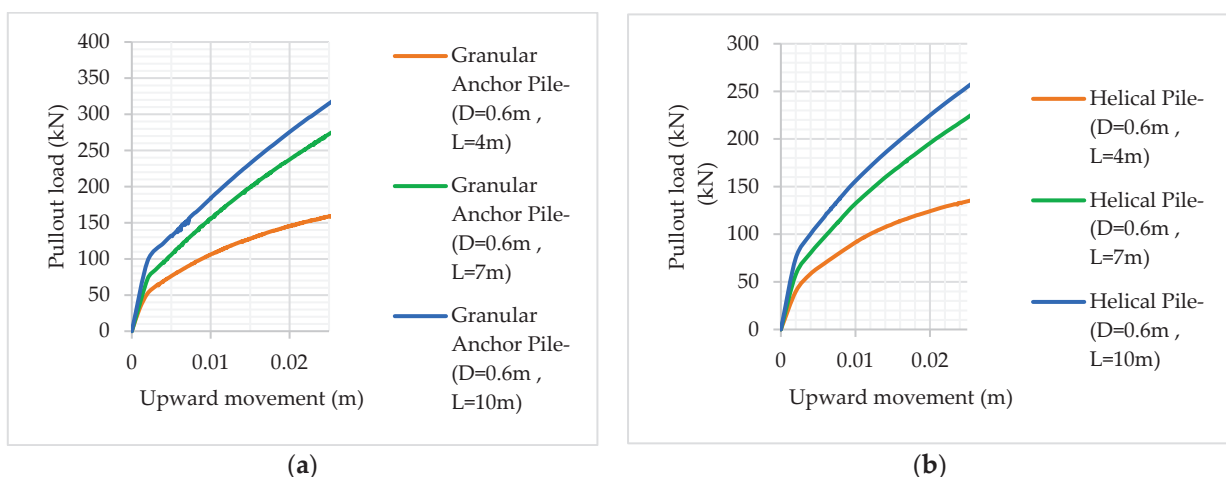 400
350
300
250
200
150
100
50
0
Pullout load (kN)
0
0.01
0.02
Upward movement (m)
Granular
Anchor Pile-
(D=0.6m ,
L=4m)
Granular
Anchor Pile-
(D=0.6m ,
L=7m)
Granular
Anchor Pile-
(D=0.6m ,
L=10m)
(a)
300
250
200
150
100
50
0
Pullout load (kN)
(kN)
0
0.01
0.02
Upward movement (m)
Helical Pile-
(D=0.6m ,
L=4m)
Helical Pile-
(D=0.6m ,
L=7m)
Helical Pile-
(D=0.6m ,
L=10m)
(b)